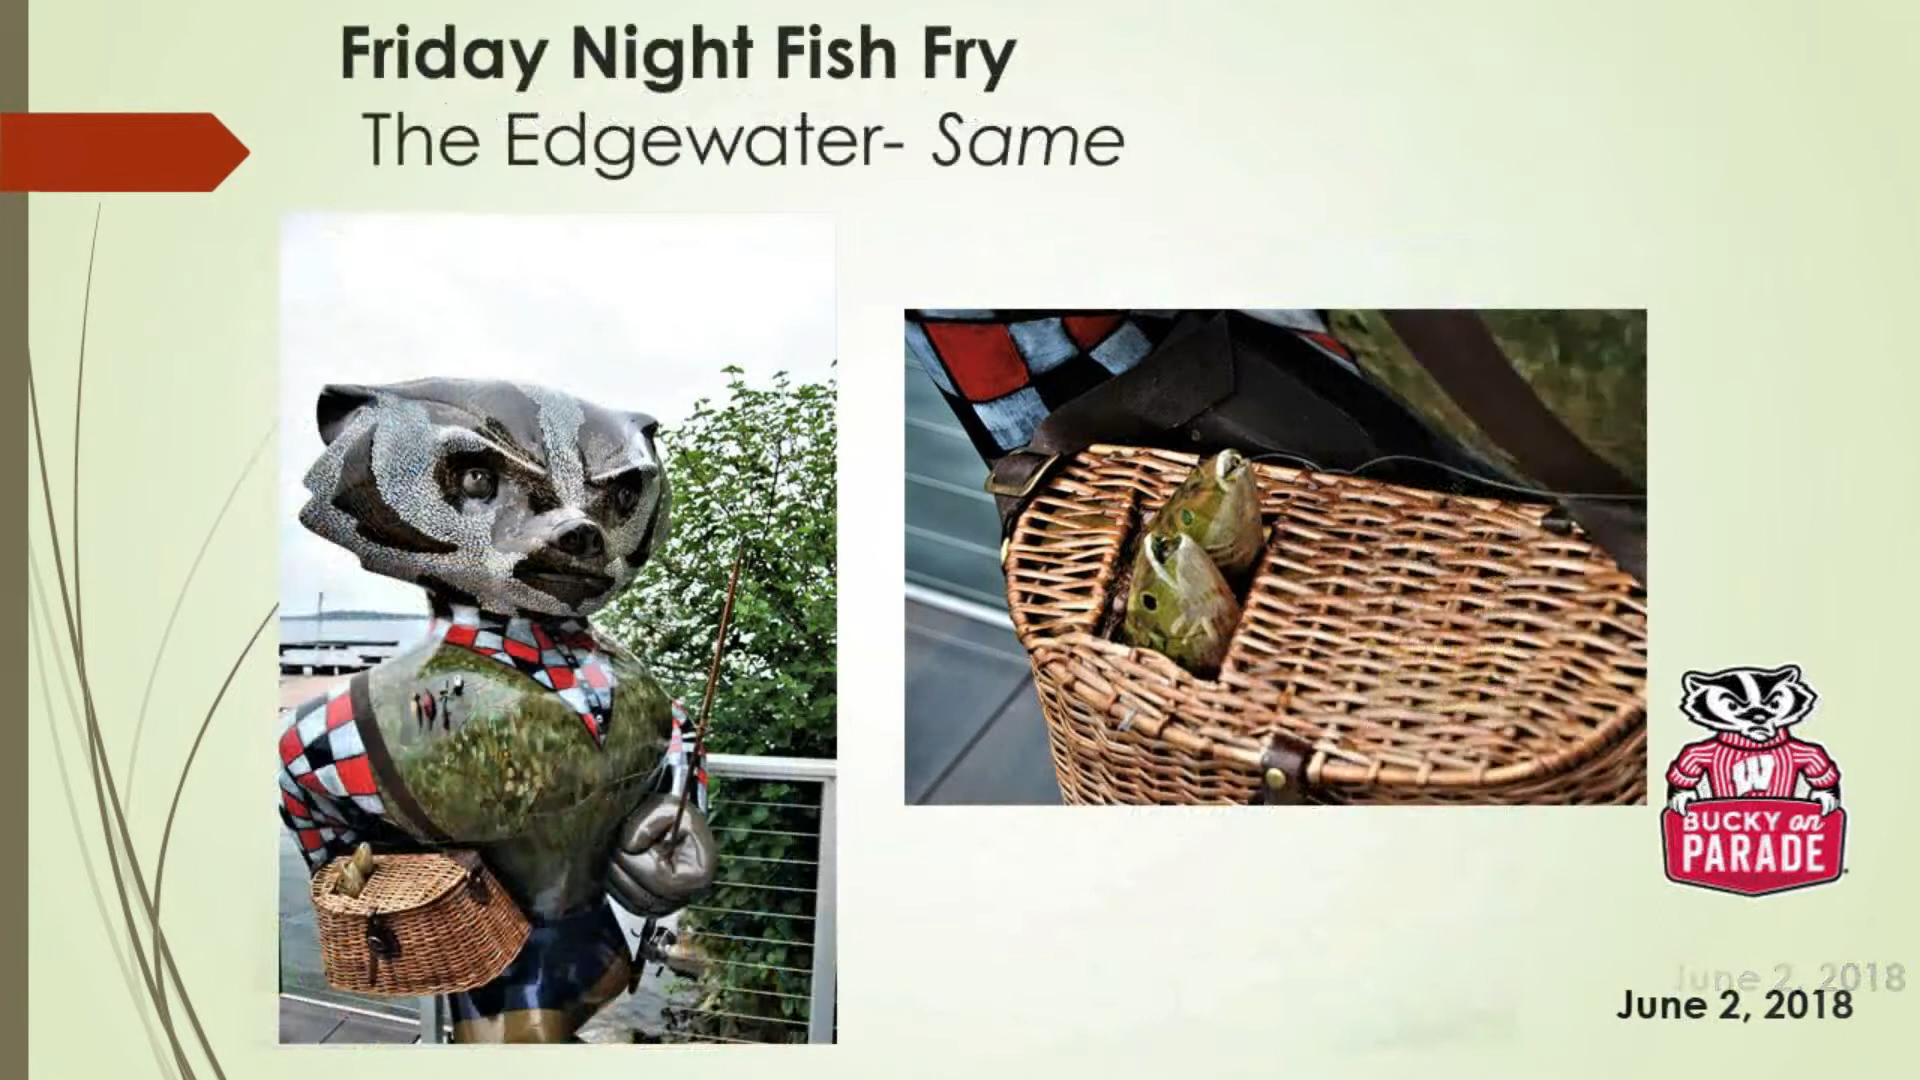 Friday Night Fish Fry
The Edgewater- Same
W
BUCKY on
PARADE
June 2, 2018
June 2, 2018